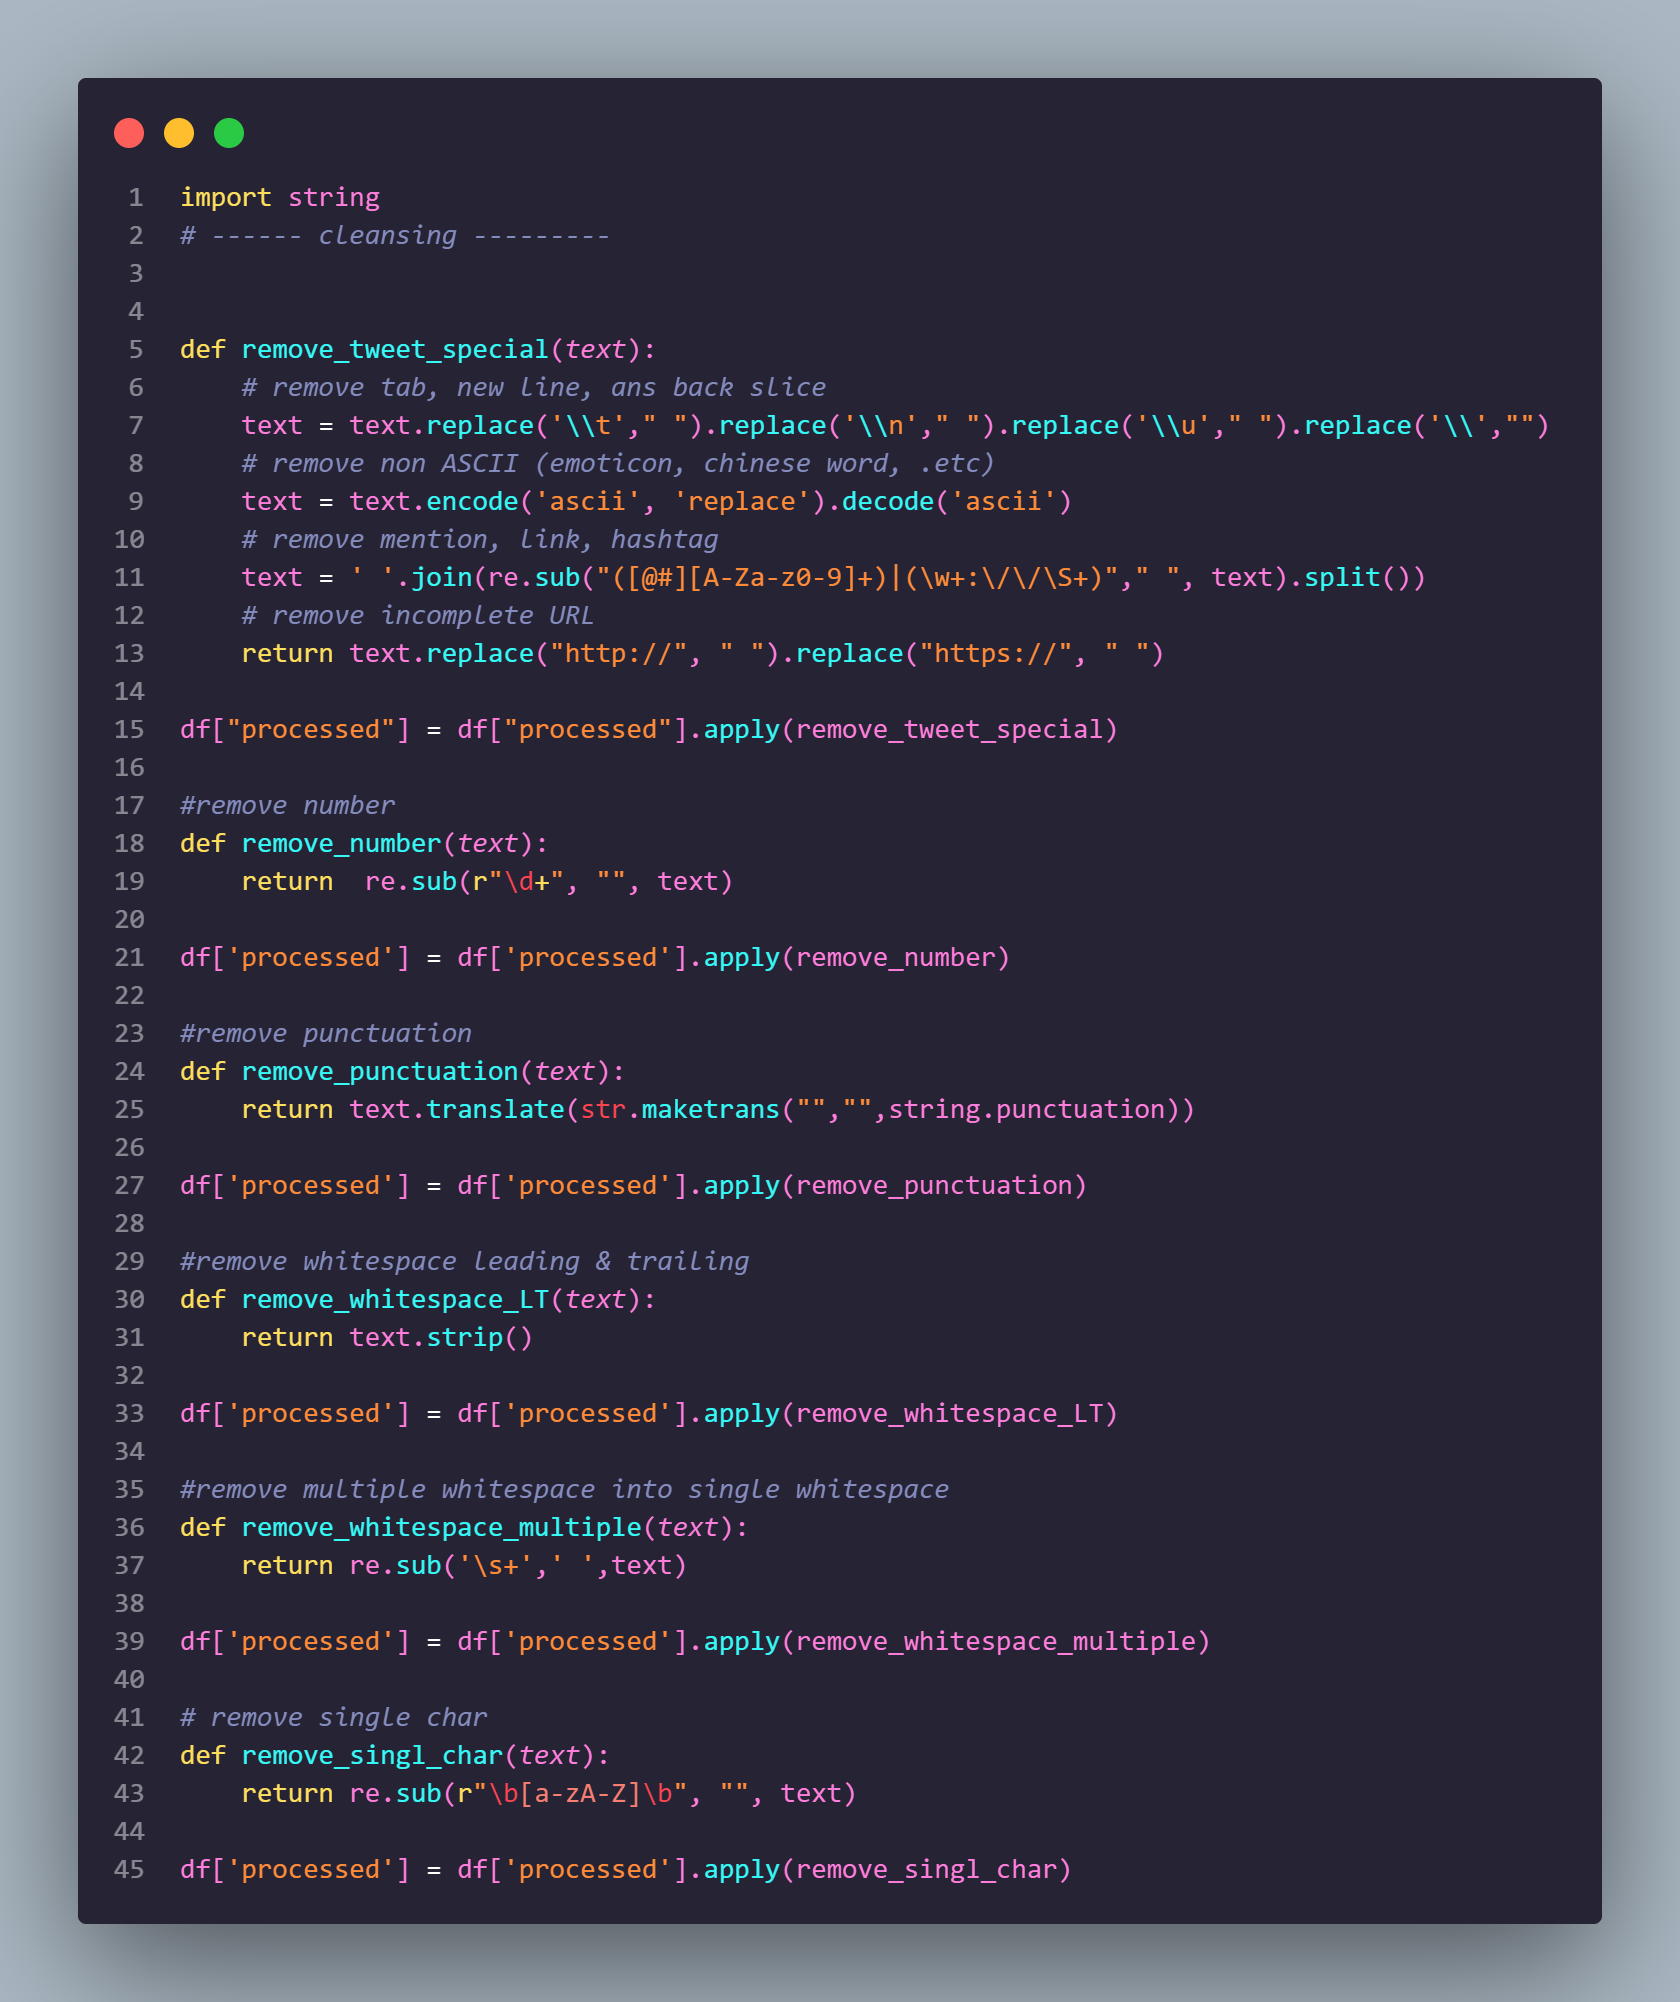 1 import string
2 # ------ cleansing ---------
3
4
5 def remove_tweet_special(text):
6     # remove tab, new line, ans back slice
7     text = text.replace('\\t'," ").replace('\\n'," ").replace('\\u'," ").replace('\\',"")
8     # remove non ASCII (emoticon, chinese word, .etc)
9     text = text.encode('ascii', 'replace').decode('ascii')
10     # remove mention, link, hashtag
11     text = ' '.join(re.sub("([@#][A-Za-z0-9]+)|(\w+:\/\/\S+)"," ", text).split())
12     # remove incomplete URL
13     return text.replace("http://", " ").replace("https://", " ")
14
15 df["processed"] = df["processed"].apply(remove_tweet_special)
16
17 #remove number
18 def remove_number(text):
19     return  re.sub(r"\d+", "", text)
20
21 df['processed'] = df['processed'].apply(remove_number)
22
23 #remove punctuation
24 def remove_punctuation(text):
25     return text.translate(str.maketrans("","",string.punctuation))
26
27 df['processed'] = df['processed'].apply(remove_punctuation)
28
29 #remove whitespace leading & trailing
30 def remove_whitespace_LT(text):
31     return text.strip()
32
33 df['processed'] = df['processed'].apply(remove_whitespace_LT)
34
35 #remove multiple whitespace into single whitespace
36 def remove_whitespace_multiple(text):
37     return re.sub('\s+',' ',text)
38
39 df['processed'] = df['processed'].apply(remove_whitespace_multiple)
40
41 # remove single char
42 def remove_singl_char(text):
43     return re.sub(r"\b[a-zA-Z]\b", "", text)
44
45 df['processed'] = df['processed'].apply(remove_singl_char)